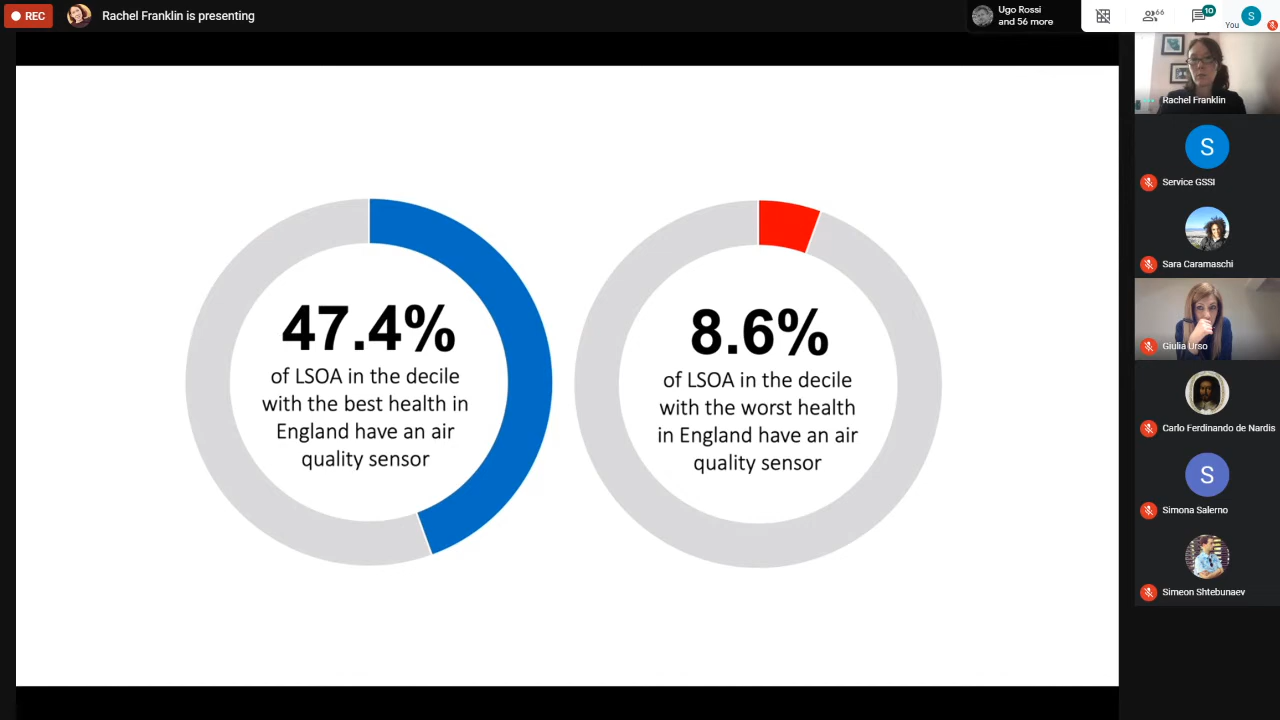 REC
Rachel Franklin is presenting
Ugo Rossi
and 56 more
66
10
You
S
47.4%
of LSOA in the decile
with the best health in
England have an air
quality sensor
8.6%
of LSOA in the decile
with the worst health
in England have an air
quality sensor
Rachel Franklin
S
Service GSSI
Sara Caramaschi
Giulia Urso
Carlo Ferdinando de Nardis
S
Simona Salerno
Simeon Shtebunaev